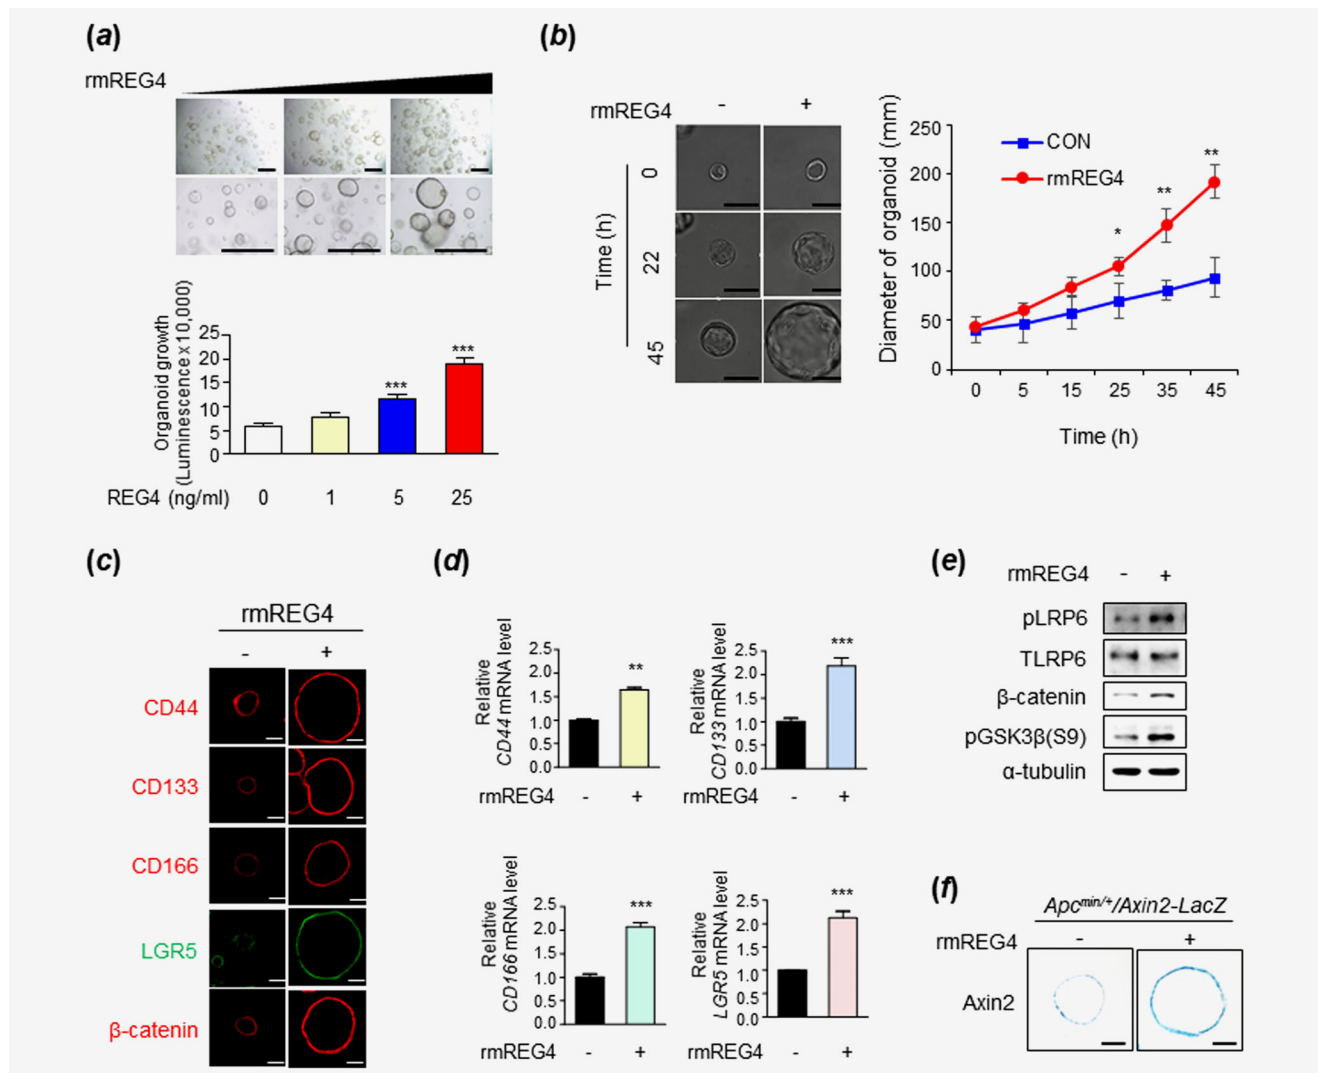 (a)
rmREG4
Organoid growth
(Luminescence x 10,000)
25
20
15
10
5
0
***
***
REG4 (ng/ml) 0 1 5 25
(b)
rmREG4 - +
Time (h)
0
22
45
Diameter of organoid (mm)
250
200
150
100
50
0
CON
rmREG4
*
**
**
0 5 15 25 35 45
Time (h)
(c)
rmREG4
- +
CD44
CD133
CD166
LGR5
β-catenin
(d)
Relative
CD44 mRNA level
2.5
2.0
1.5
1.0
0.5
0.0
**
rmREG4 - +
Relative
CD133 mRNA level
2.5
2.0
1.5
1.0
0.5
0.0
***
rmREG4 - +
Relative
CD166 mRNA level
2.5
2.0
1.5
1.0
0.5
0.0
***
rmREG4 - +
Relative
LGR5 mRNA level
2.5
2.0
1.5
1.0
0.5
0.0
***
rmREG4 - +
(e)
rmREG4 - +
pLRP6
TLRP6
β-catenin
pGSK3β(S9)
α-tubulin
(f)
Apcmin/+/Axin2-LacZ
rmREG4 - +
Axin2